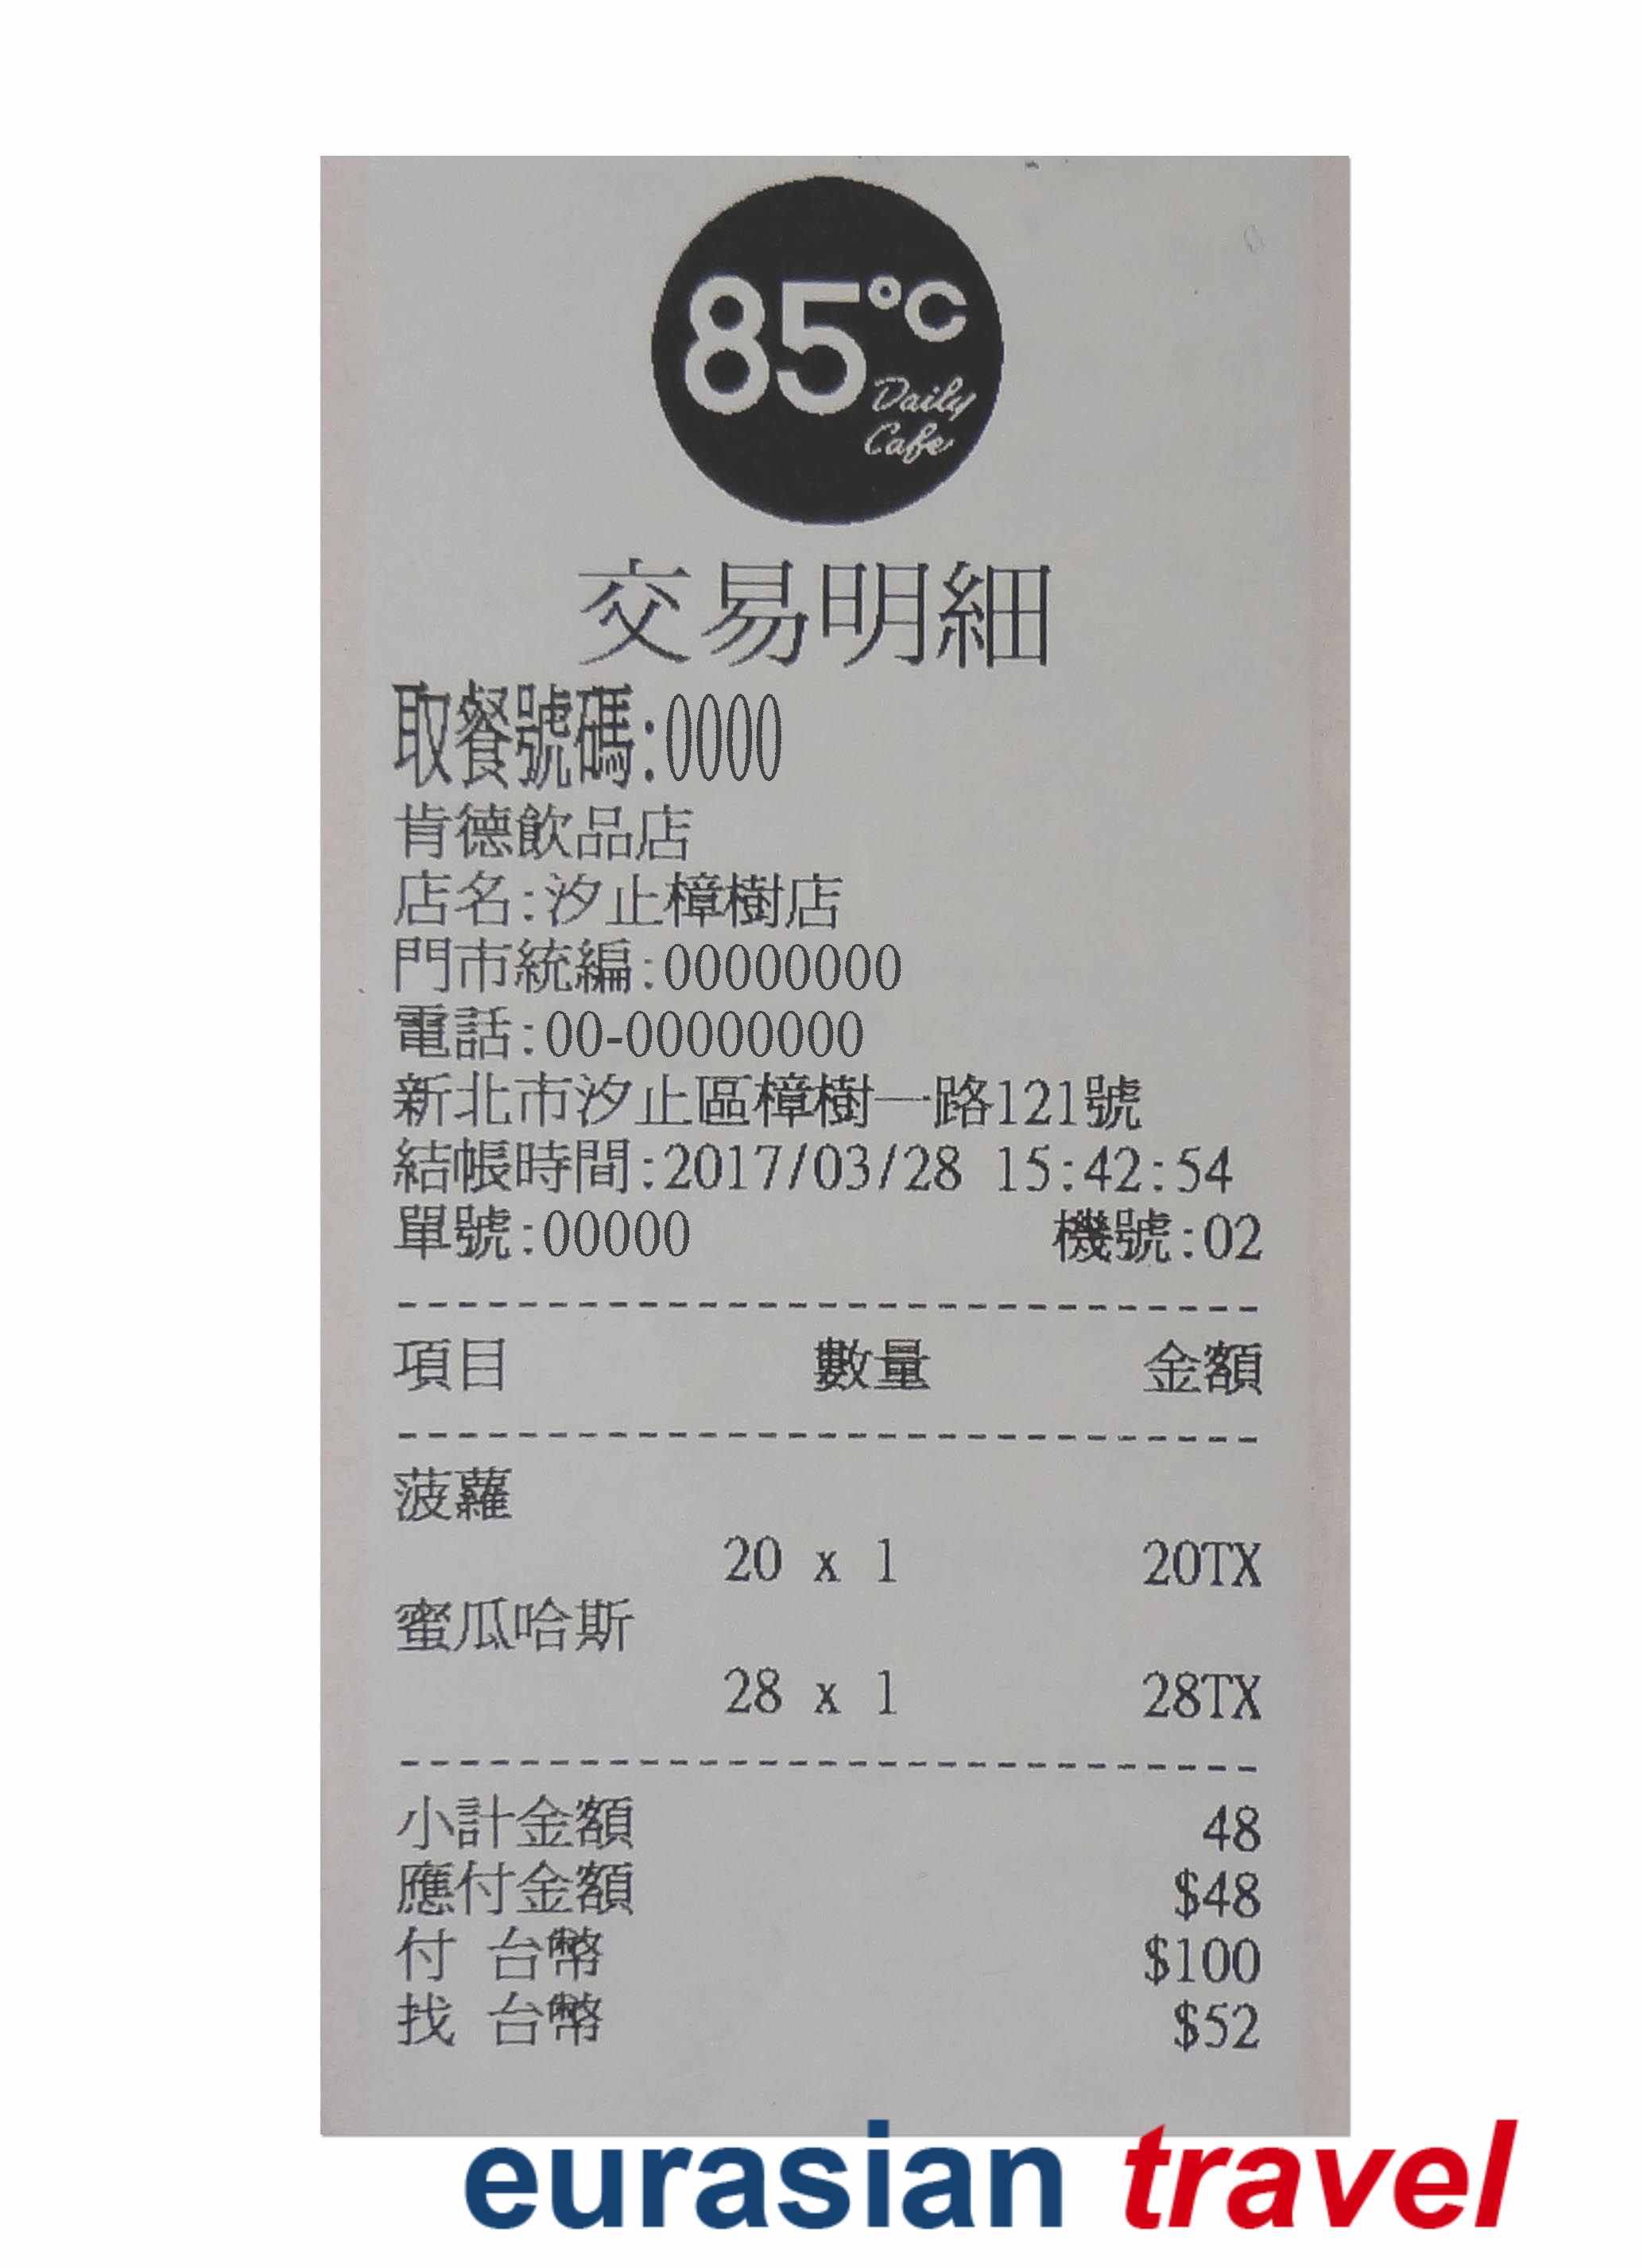 85°C
Daily
Cafe
交易明細
取餐號碼:0000
肯德飲品店
店名:汐止樟樹店
門市統編:00000000
電話:00-00000000
新北市汐止區樟樹一路121號
結帳時間:2017/03/28 15:42:54
單號:00000 機號:02
項目 數量 金額
菠蘿
20 x 1 20TX
蜜瓜哈斯
28 x 1 28TX
小計金額 48
應付金額 $48
付 台幣 $100
找 台幣 $52
eurasian travel